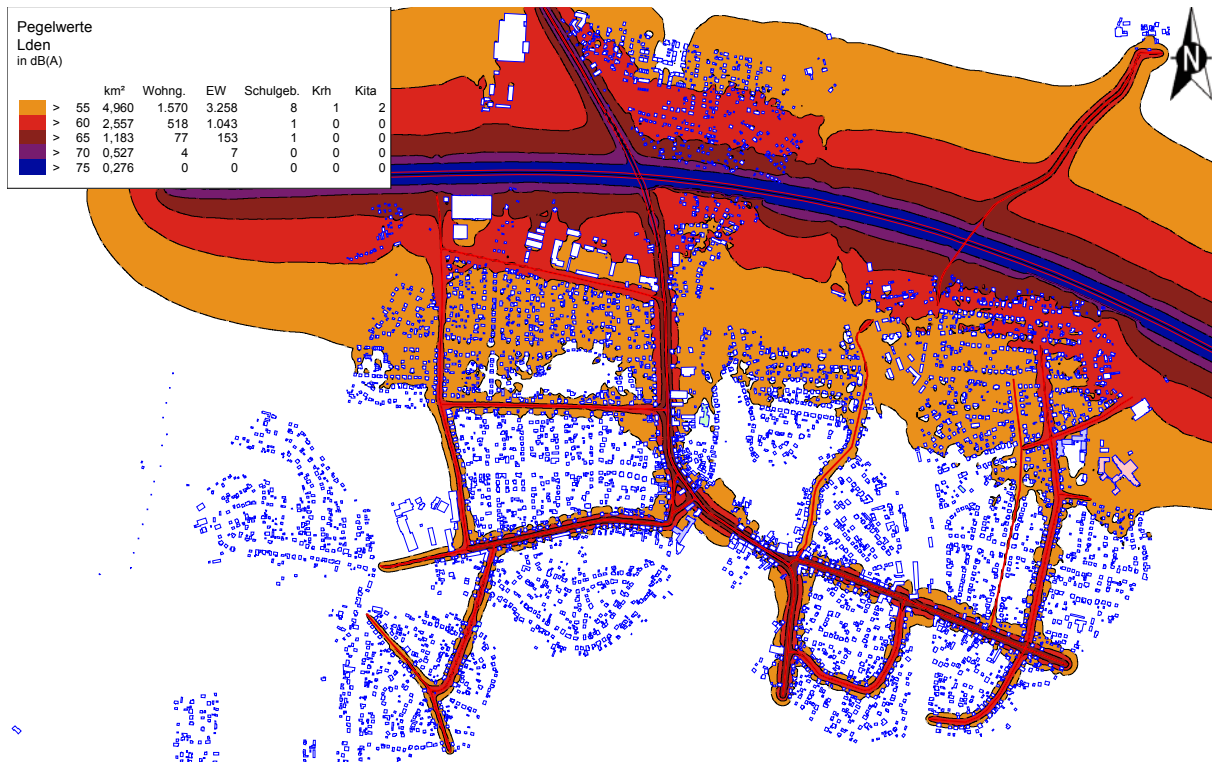 Pegelwerte
Lden
in dB(A)
km² Wohng. EW Schulgeb. Krh Kita
> 55 4,960 1.570 3.258 8 1 2
> 60 2,557 518 1.043 1 0 0
> 65 1,183 77 153 1 0 0
> 70 0,527 4 7 0 0 0
> 75 0,276 0 0 0 0 0
N